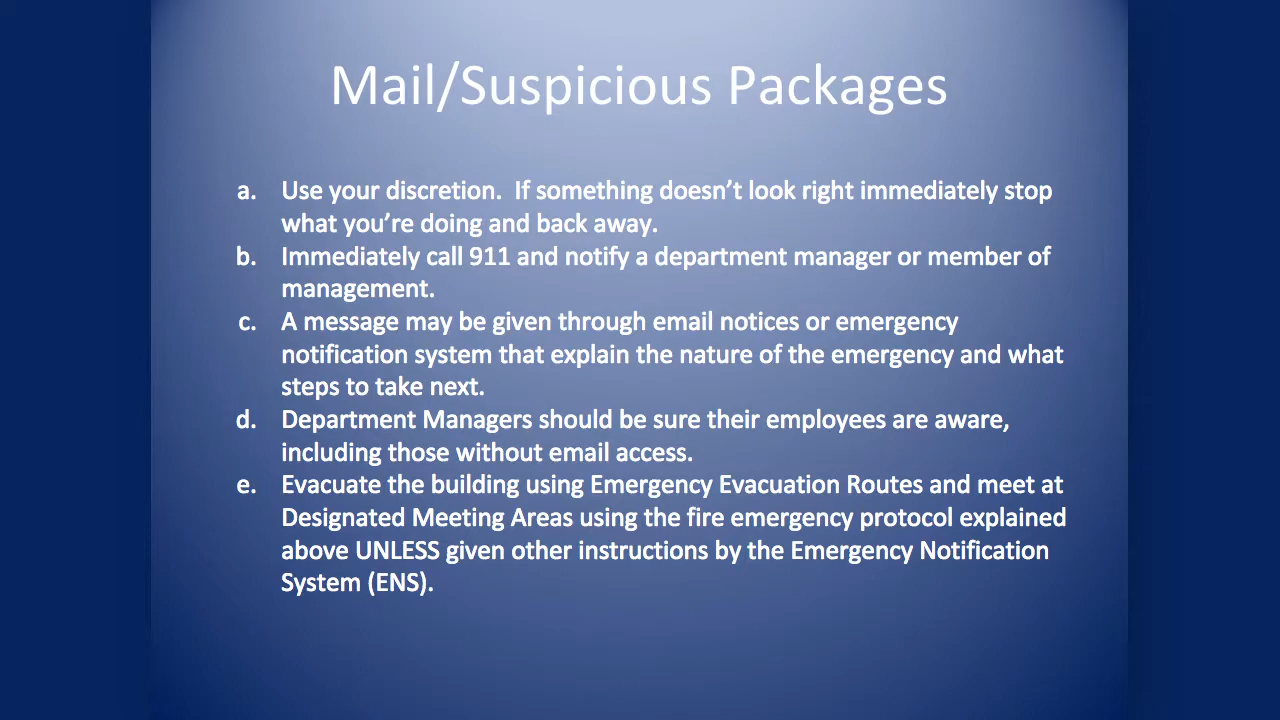 Mail/Suspicious Packages
a. Use your discretion.  If something doesn’t look right immediately stop
what you’re doing and back away.
b. Immediately call 911 and notify a department manager or member of
management.
c. A message may be given through email notices or emergency
notification system that explain the nature of the emergency and what
steps to take next.
d. Department Managers should be sure their employees are aware,
including those without email access.
e. Evacuate the building using Emergency Evacuation Routes and meet at
Designated Meeting Areas using the fire emergency protocol explained
above UNLESS given other instructions by the Emergency Notification
System (ENS).